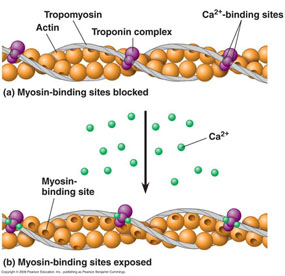 Tropomyosin
Ca²⁺-binding sites
Actin
Troponin complex
(a) Myosin-binding sites blocked
Ca²⁺
Myosin-
binding site
(b) Myosin-binding sites exposed
Copyright © 2008 Pearson Education, Inc., publishing as Pearson Benjamin Cummings.